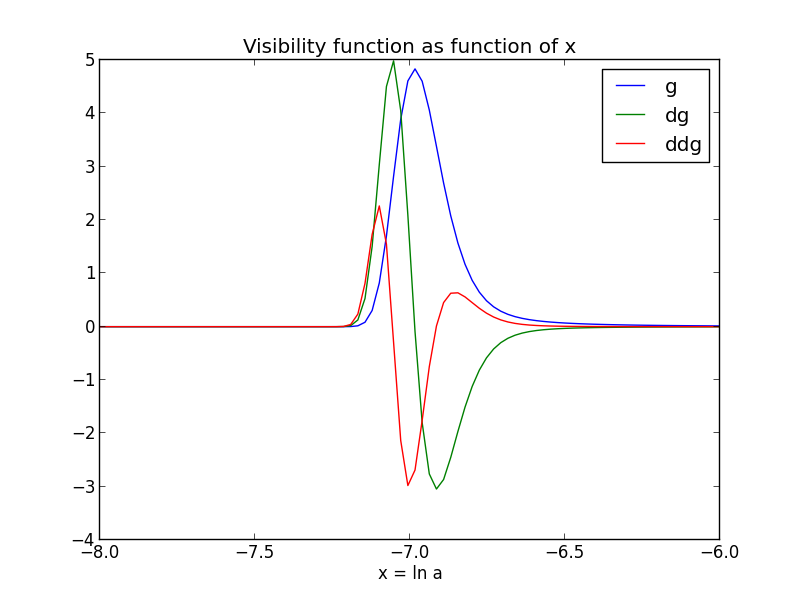 Visibility function as function of x
5
4
3
2
1
0
−1
−2
−3
−4
g
dg
ddg
−8.0 −7.5 −7.0 −6.5 −6.0
x = ln a